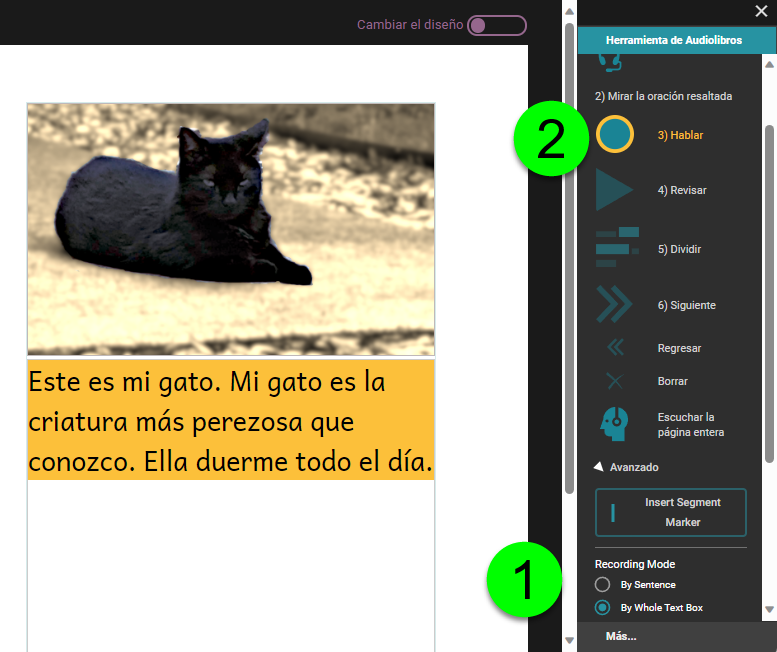 Cambiar el diseño
Herramienta de Audiolibros
2) Mirar la oración resaltada
2
3) Hablar
4) Revisar
5) Dividir
6) Siguiente
Regresar
Borrar
Escuchar la
página entera
Avanzado
Insert Segment
Marker
1
Recording Mode
By Sentence
By Whole Text Box
Más...
Este es mi gato. Mi gato es la
criatura más perezosa que
conozco. Ella duerme todo el día.